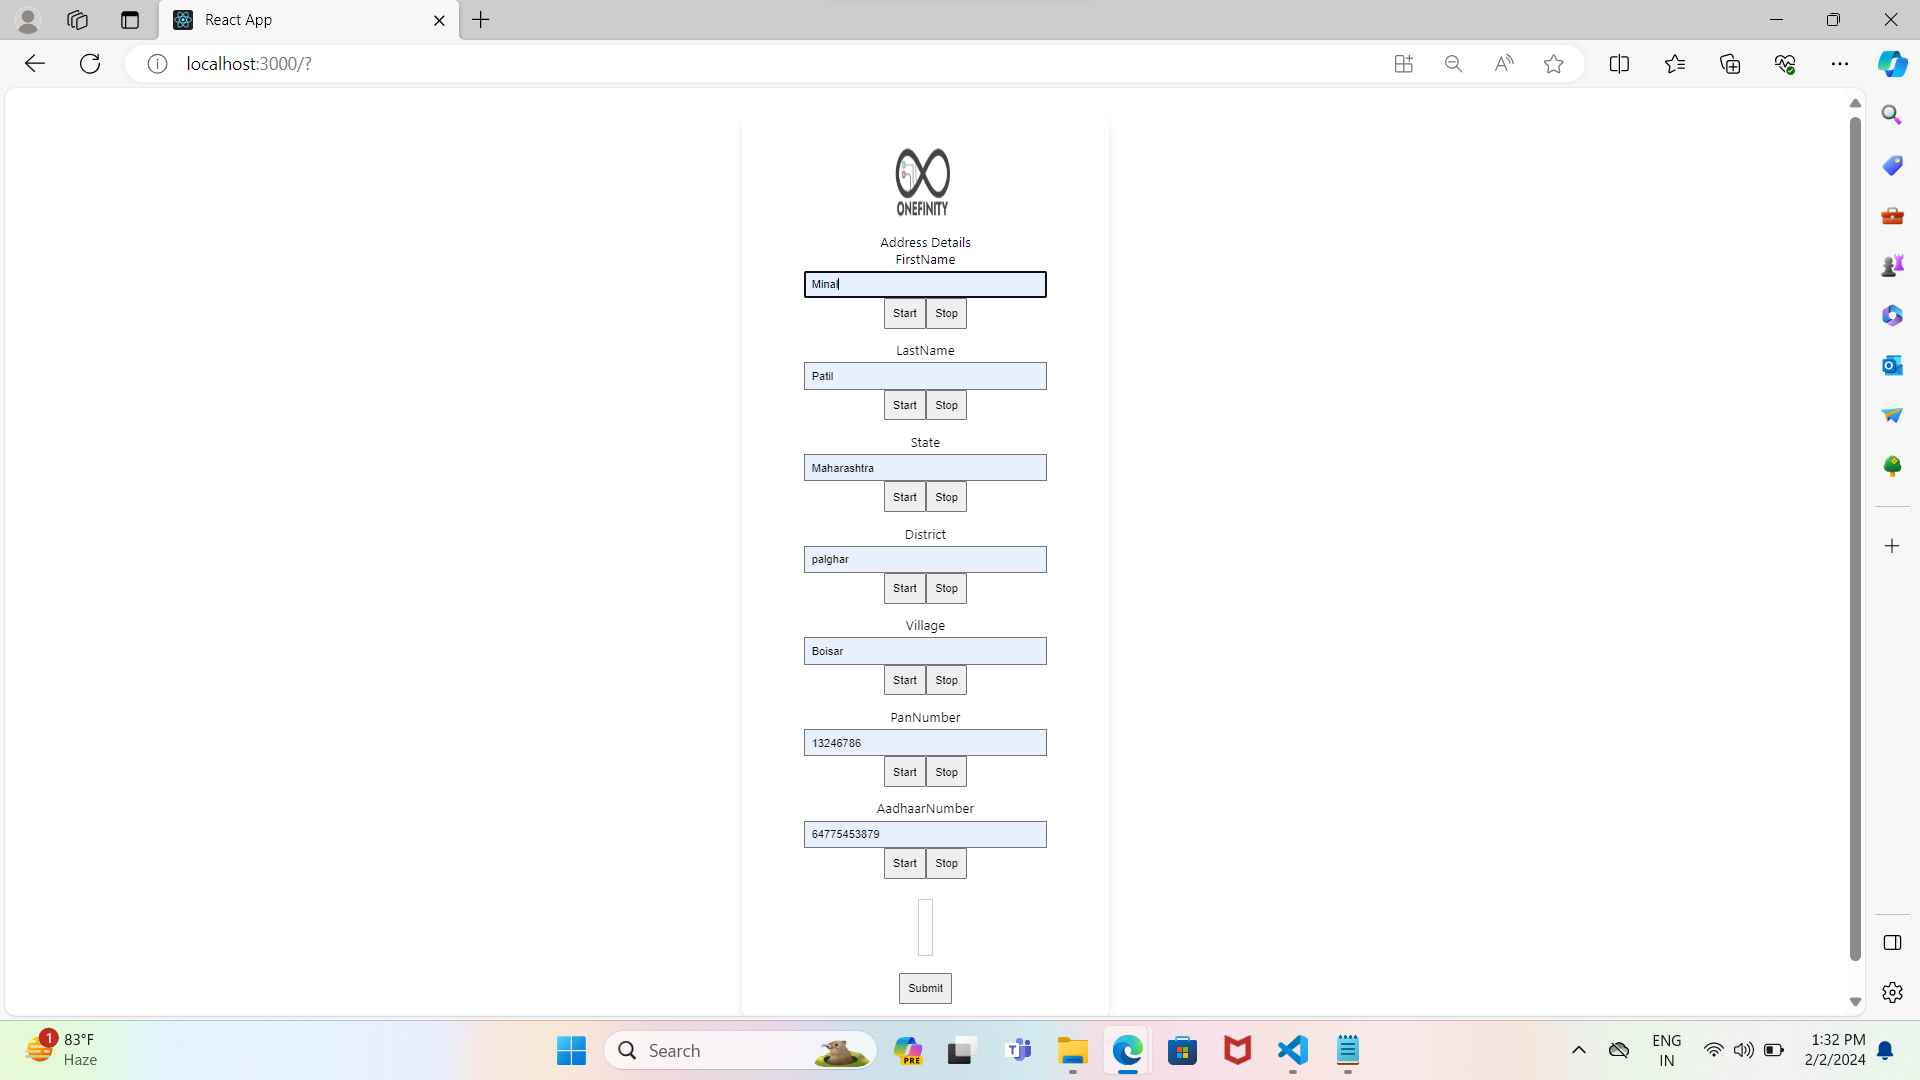 React App
localhost:3000/?
ONEFINITY
Address Details
FirstName
Minal
Start Stop
LastName
Patil
Start Stop
State
Maharashtra
Start Stop
District
palghar
Start Stop
Village
Boisar
Start Stop
PanNumber
13246786
Start Stop
AadhaarNumber
64775453879
Start Stop
Submit
1
83°F
Haze
Search
PRE
ENG
IN
1:32 PM
2/2/2024